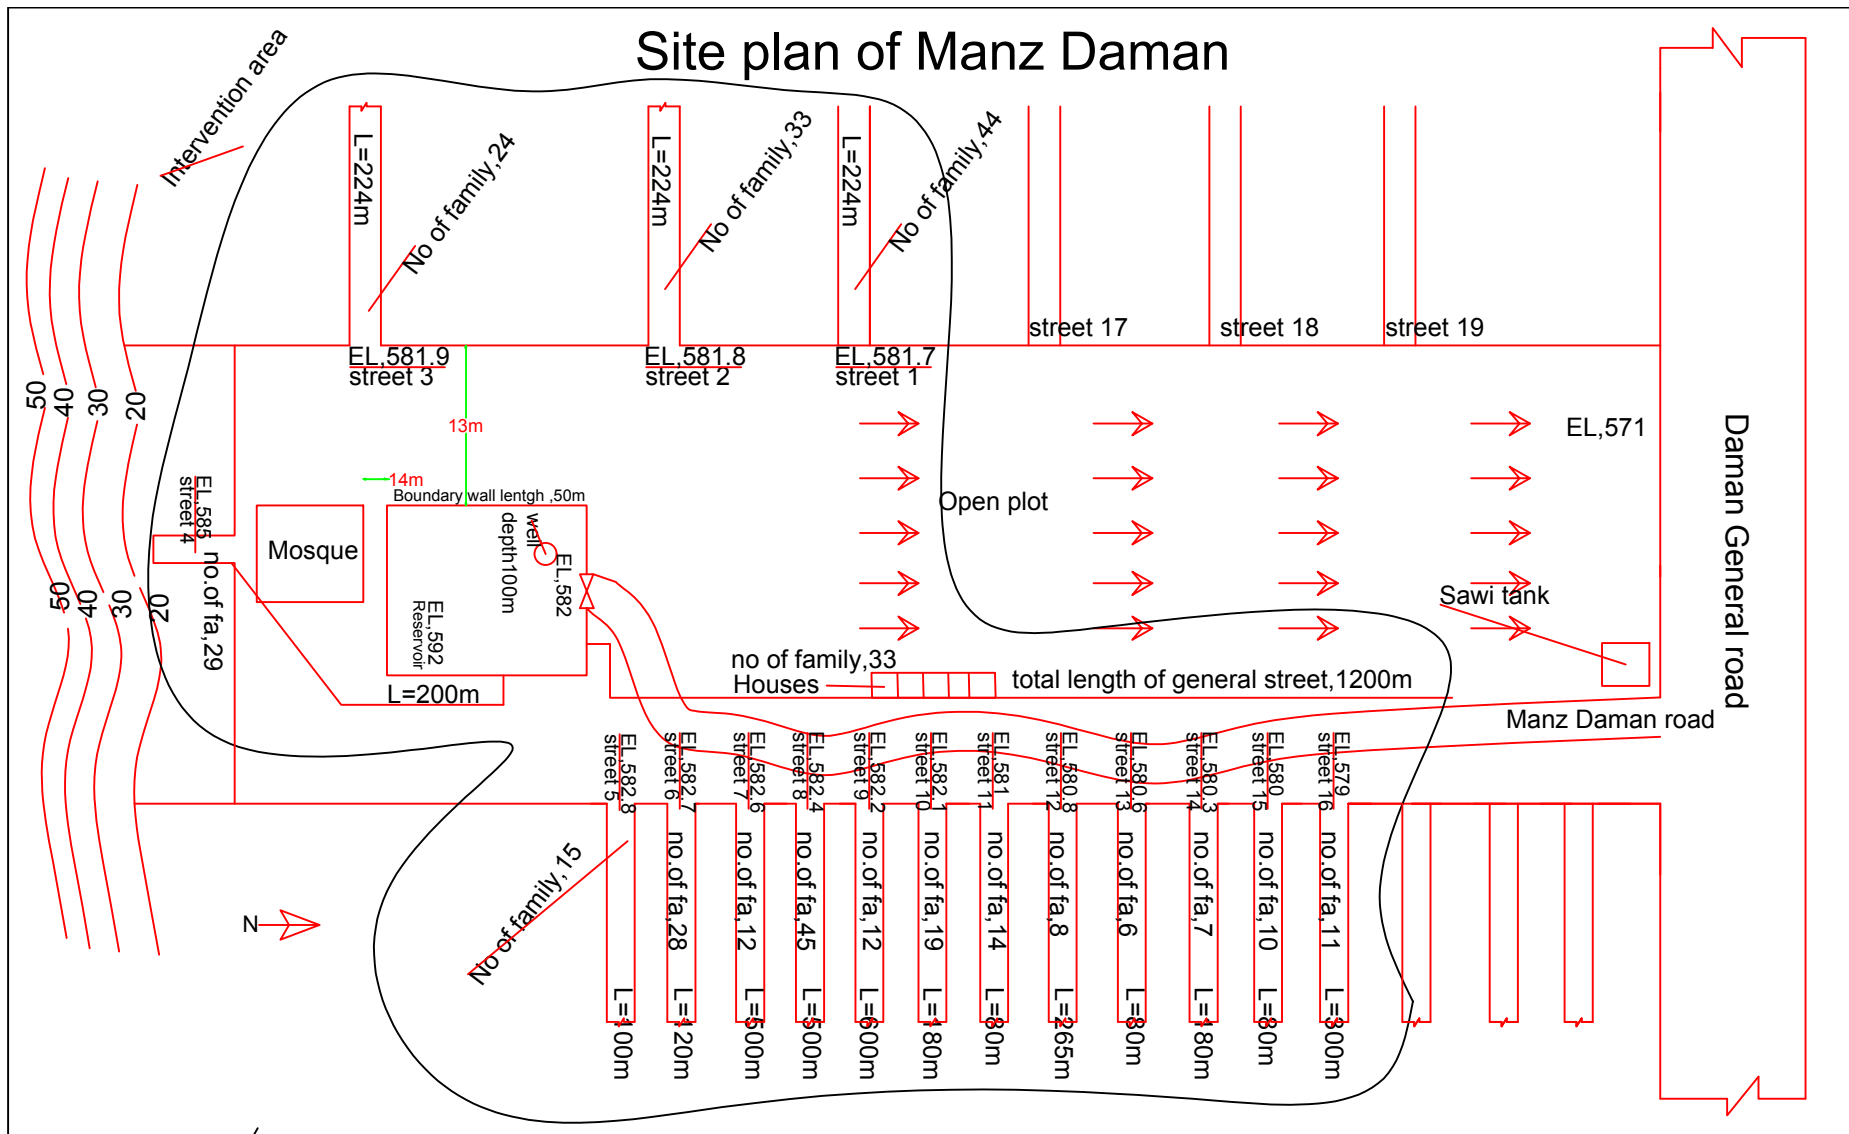 Site plan of Manz Daman
Intervention area
L=224m
No of family,24
L=224m
No of family,33
L=224m
No of family,44
street 17
street 18
street 19
EL,581.9
street 3
EL,581.8
street 2
EL,581.7
street 1
50
40
30
20
13m
14m
EL,571
Boundary wall lentgh ,50m
Open plot
EL,585
street 4
no.of fa,29
Mosque
well
depth100m
EL,582
EL,592
Reservoir
50
40
30
20
Sawi tank
no of family,33
Houses
total length of general street,1200m
L=200m
Manz Daman road
Daman General road
EL,582.8
street 5
EL,582.7
street 6
EL,582.6
street 7
EL,582.4
street 8
EL,582.2
street 9
EL,582.1
street 10
EL,581
street 11
EL,580.8
street 12
EL,580.6
street 13
EL,580.3
street 14
EL,580
street 15
EL,579
street 16
No of family,15
no.of fa,28
no.of fa,12
no.of fa,45
no.of fa,12
no.of fa,19
no.of fa,14
no.of fa,8
no.of fa,6
no.of fa,7
no.of fa,10
no.of fa,11
N
L=100m
L=120m
L=500m
L=500m
L=600m
L=180m
L=80m
L=265m
L=80m
L=180m
L=80m
L=300m